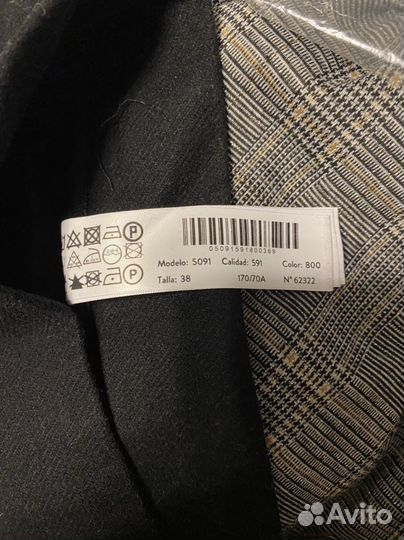 05091591800389
Modelo: 5091 Calidad: 591 Color: 800
Talla: 38 170/70A Nº 62322
Avito